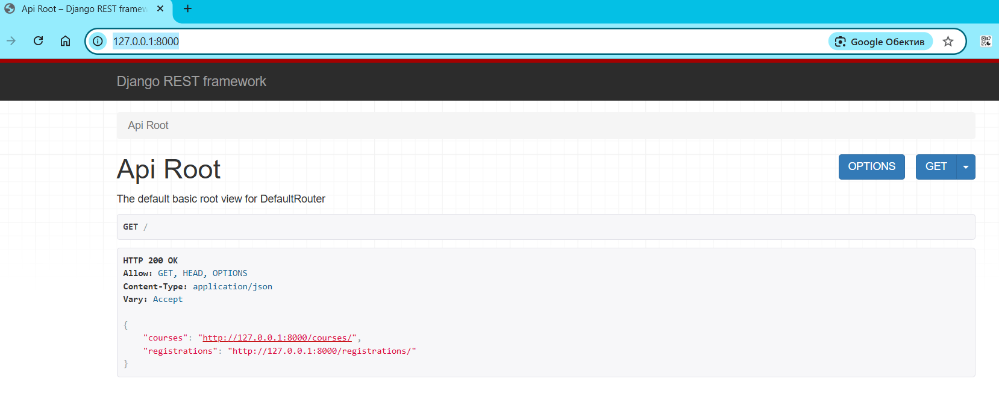 Api Root – Django REST framew
127.0.0.1:8000
Google Обектив
Django REST framework
Api Root
Api Root
OPTIONS
GET
The default basic root view for DefaultRouter
GET /
HTTP 200 OK
Allow: GET, HEAD, OPTIONS
Content-Type: application/json
Vary: Accept
{
"courses": "http://127.0.0.1:8000/courses/",
"registrations": "http://127.0.0.1:8000/registrations/"
}